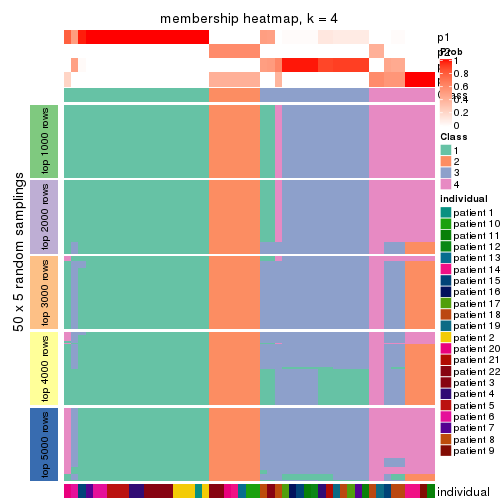 membership heatmap, k = 4
p1
p2
Prob
1
0.8
0.6
0.4
0.2
0
Class
1
2
3
4
individual
patient 1
patient 10
patient 11
patient 12
patient 13
patient 14
patient 15
patient 16
patient 17
patient 18
patient 19
patient 2
patient 20
patient 21
patient 22
patient 3
patient 4
patient 5
patient 6
patient 7
patient 8
patient 9
50 x 5 random samplings
top 1000 rows
top 2000 rows
top 3000 rows
top 4000 rows
top 5000 rows
individual